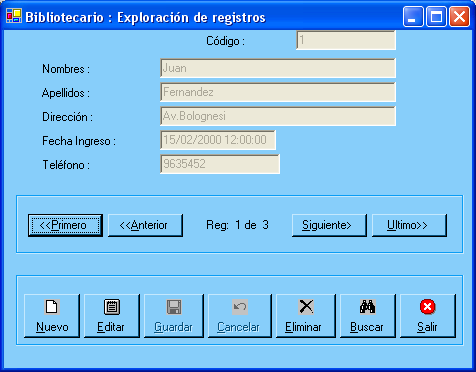 Bibliotecario : Exploración de registros
Código : 1
Nombres : Juan
Apellidos : Fernandez
Dirección : Av.Bolognesi
Fecha Ingreso : 15/02/2000 12:00:00
Teléfono : 9635452
<<Primero <<Anterior Reg: 1 de 3 Siguiente> Ultimo>>
Nuevo Editar Guardar Cancelar Eliminar Buscar Salir